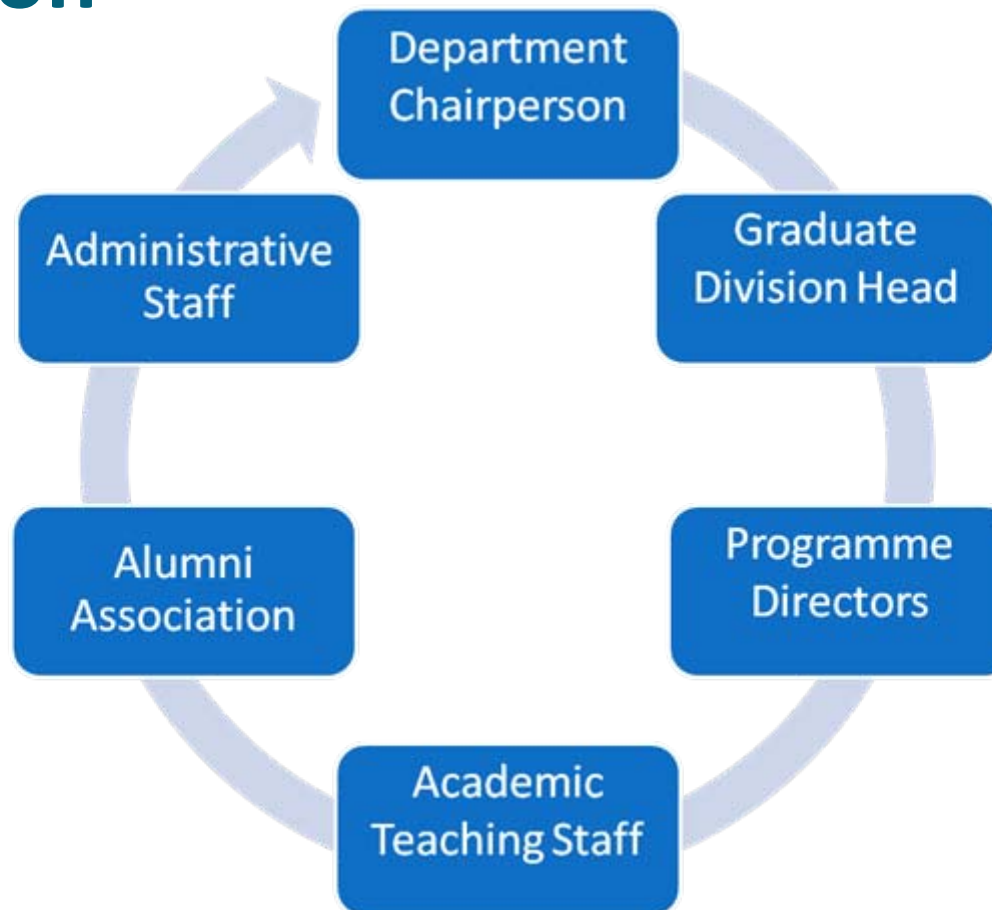 Department
Chairperson
Graduate
Division Head
Programme
Directors
Academic
Teaching Staff
Alumni
Association
Administrative
Staff